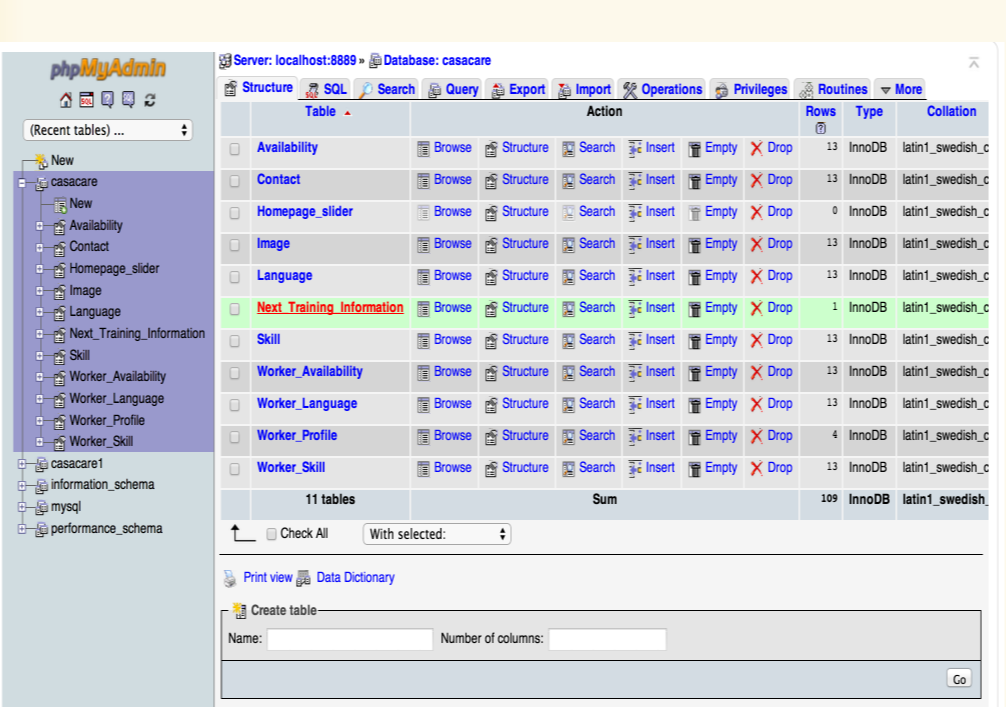 phpMyAdmin
(Recent tables) ...
New
casacare
New
Availability
Contact
Homepage_slider
Image
Language
Next_Training_Information
Skill
Worker_Availability
Worker_Language
Worker_Profile
Worker_Skill
casacare1
information_schema
mysql
performance_schema
Server: localhost:8889 » Database: casacare
Structure SQL Search Query Export Import Operations Privileges Routines More
Table Action Rows Type Collation
Availability Browse Structure Search Insert Empty Drop 13 InnoDB latin1_swedish_c
Contact Browse Structure Search Insert Empty Drop 13 InnoDB latin1_swedish_c
Homepage_slider Browse Structure Search Insert Empty Drop 0 InnoDB latin1_swedish_c
Image Browse Structure Search Insert Empty Drop 13 InnoDB latin1_swedish_c
Language Browse Structure Search Insert Empty Drop 13 InnoDB latin1_swedish_c
Next_Training_Information Browse Structure Search Insert Empty Drop 1 InnoDB latin1_swedish_c
Skill Browse Structure Search Insert Empty Drop 13 InnoDB latin1_swedish_c
Worker_Availability Browse Structure Search Insert Empty Drop 13 InnoDB latin1_swedish_c
Worker_Language Browse Structure Search Insert Empty Drop 13 InnoDB latin1_swedish_c
Worker_Profile Browse Structure Search Insert Empty Drop 4 InnoDB latin1_swedish_c
Worker_Skill Browse Structure Search Insert Empty Drop 13 InnoDB latin1_swedish_c
11 tables Sum 109 InnoDB latin1_swedish_
Check All With selected:
Print view Data Dictionary
Create table
Name: Number of columns:
Go